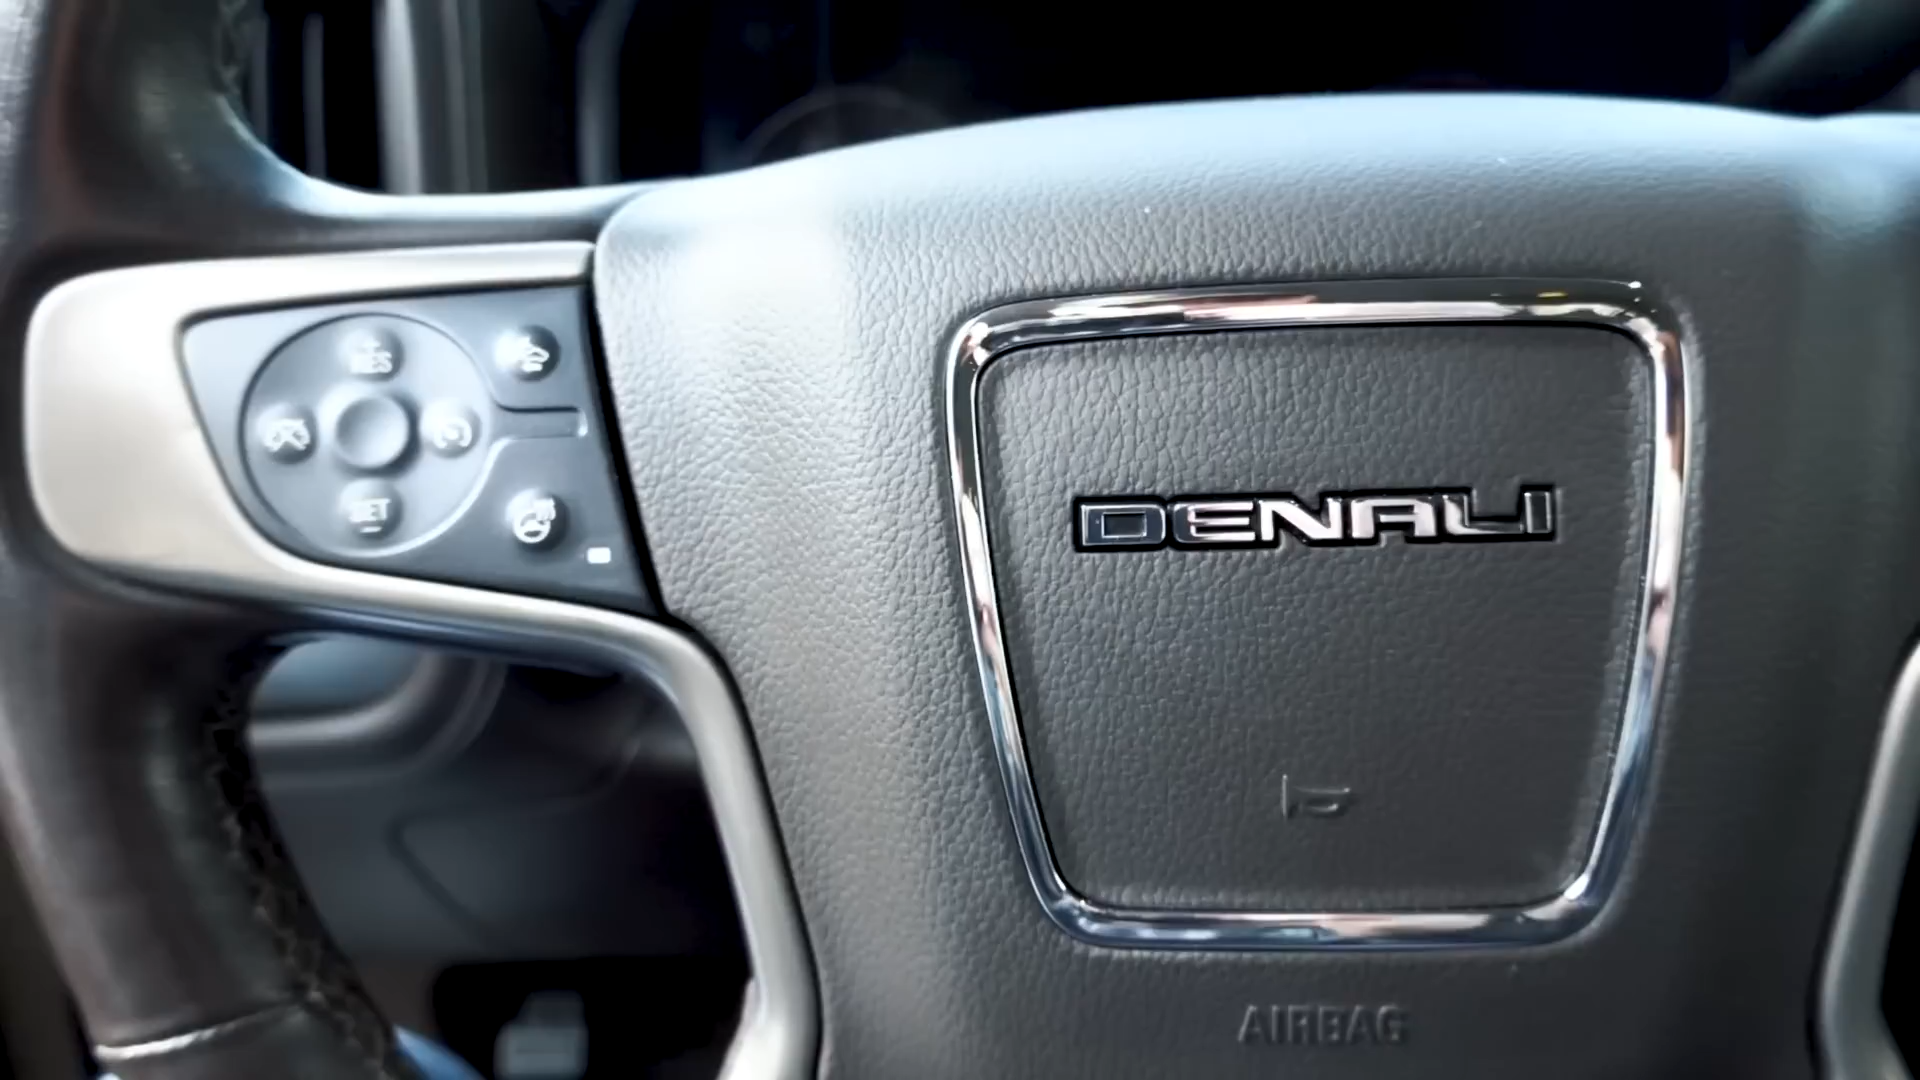 +
RES
SET
–
DENALI
AIRBAG